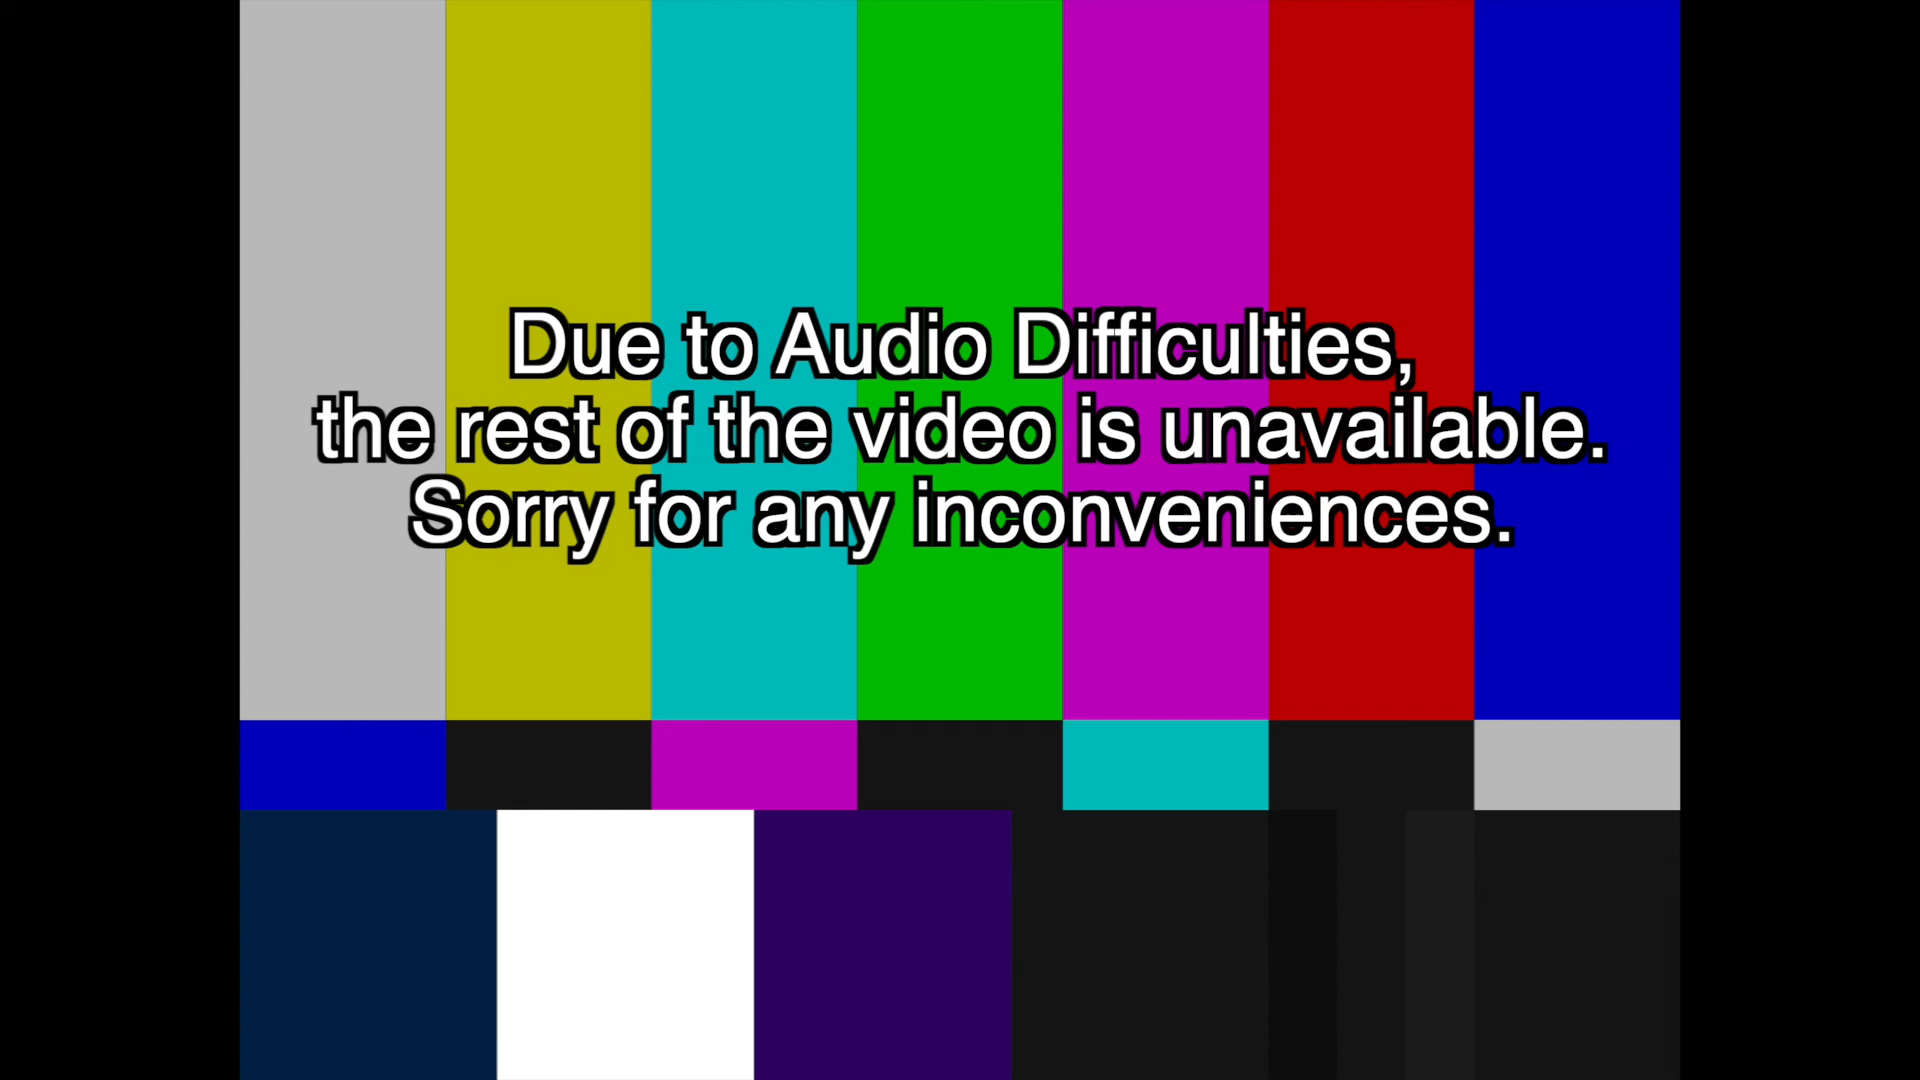 Due to Audio Difficulties,
the rest of the video is unavailable.
Sorry for any inconveniences.